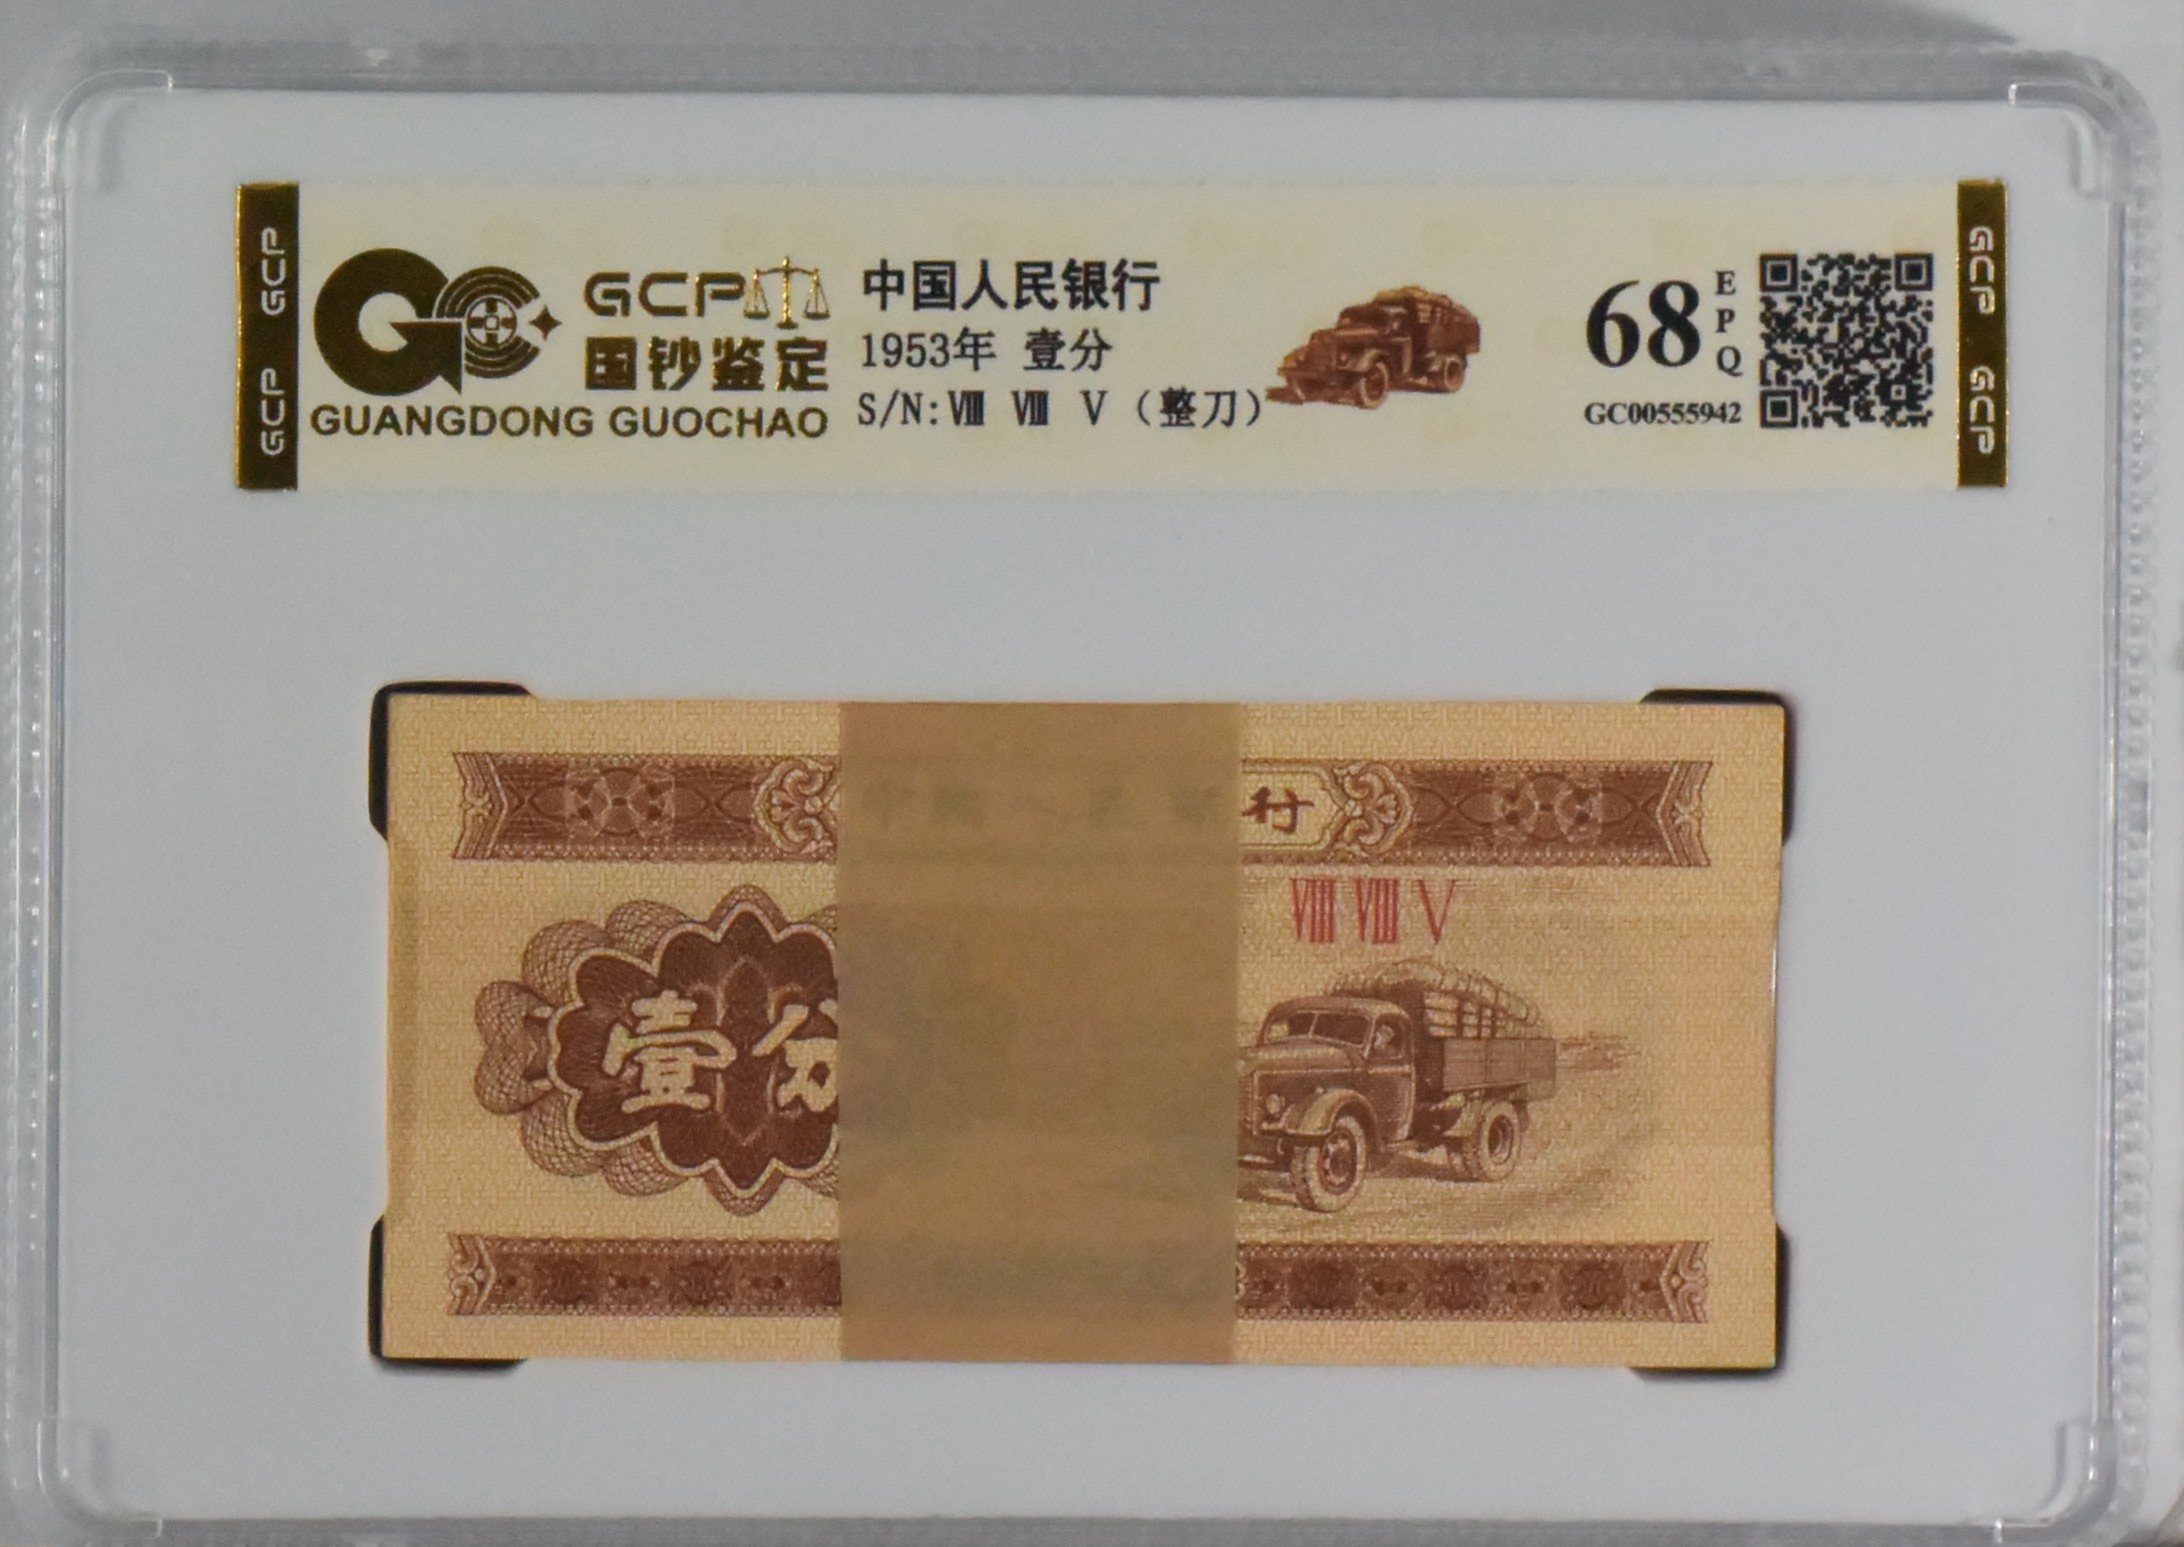 GCP GCP
GCP
国钞鉴定
GUANGDONG GUOCHAO
中国人民银行
1953年 壹分
S/N:Ⅷ Ⅷ Ⅴ（整刀）
68 EPQ
GC00555942
GCP GCP
行
Ⅷ Ⅷ Ⅴ
壹分